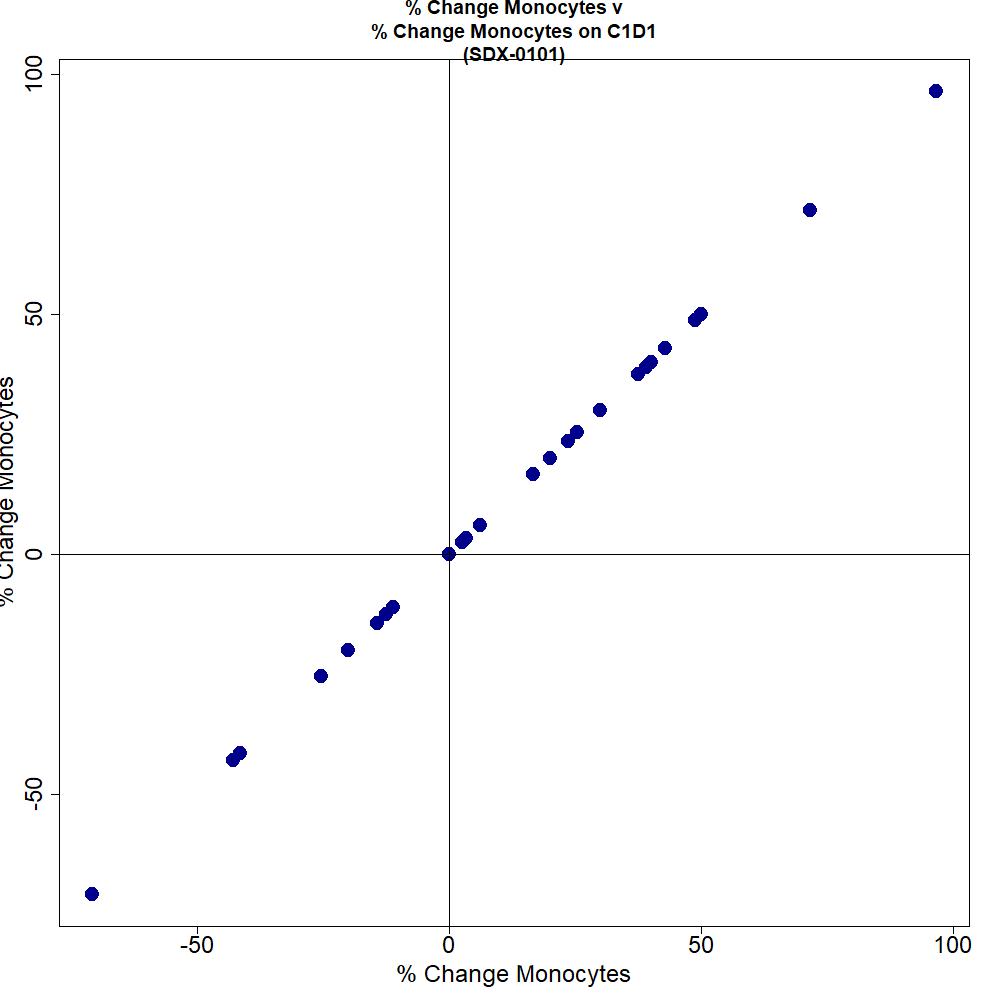 % Change Monocytes v
% Change Monocytes on C1D1
(SDX-0101)
100
50
0
-50
% Change Monocytes
-50
0
50
100
% Change Monocytes